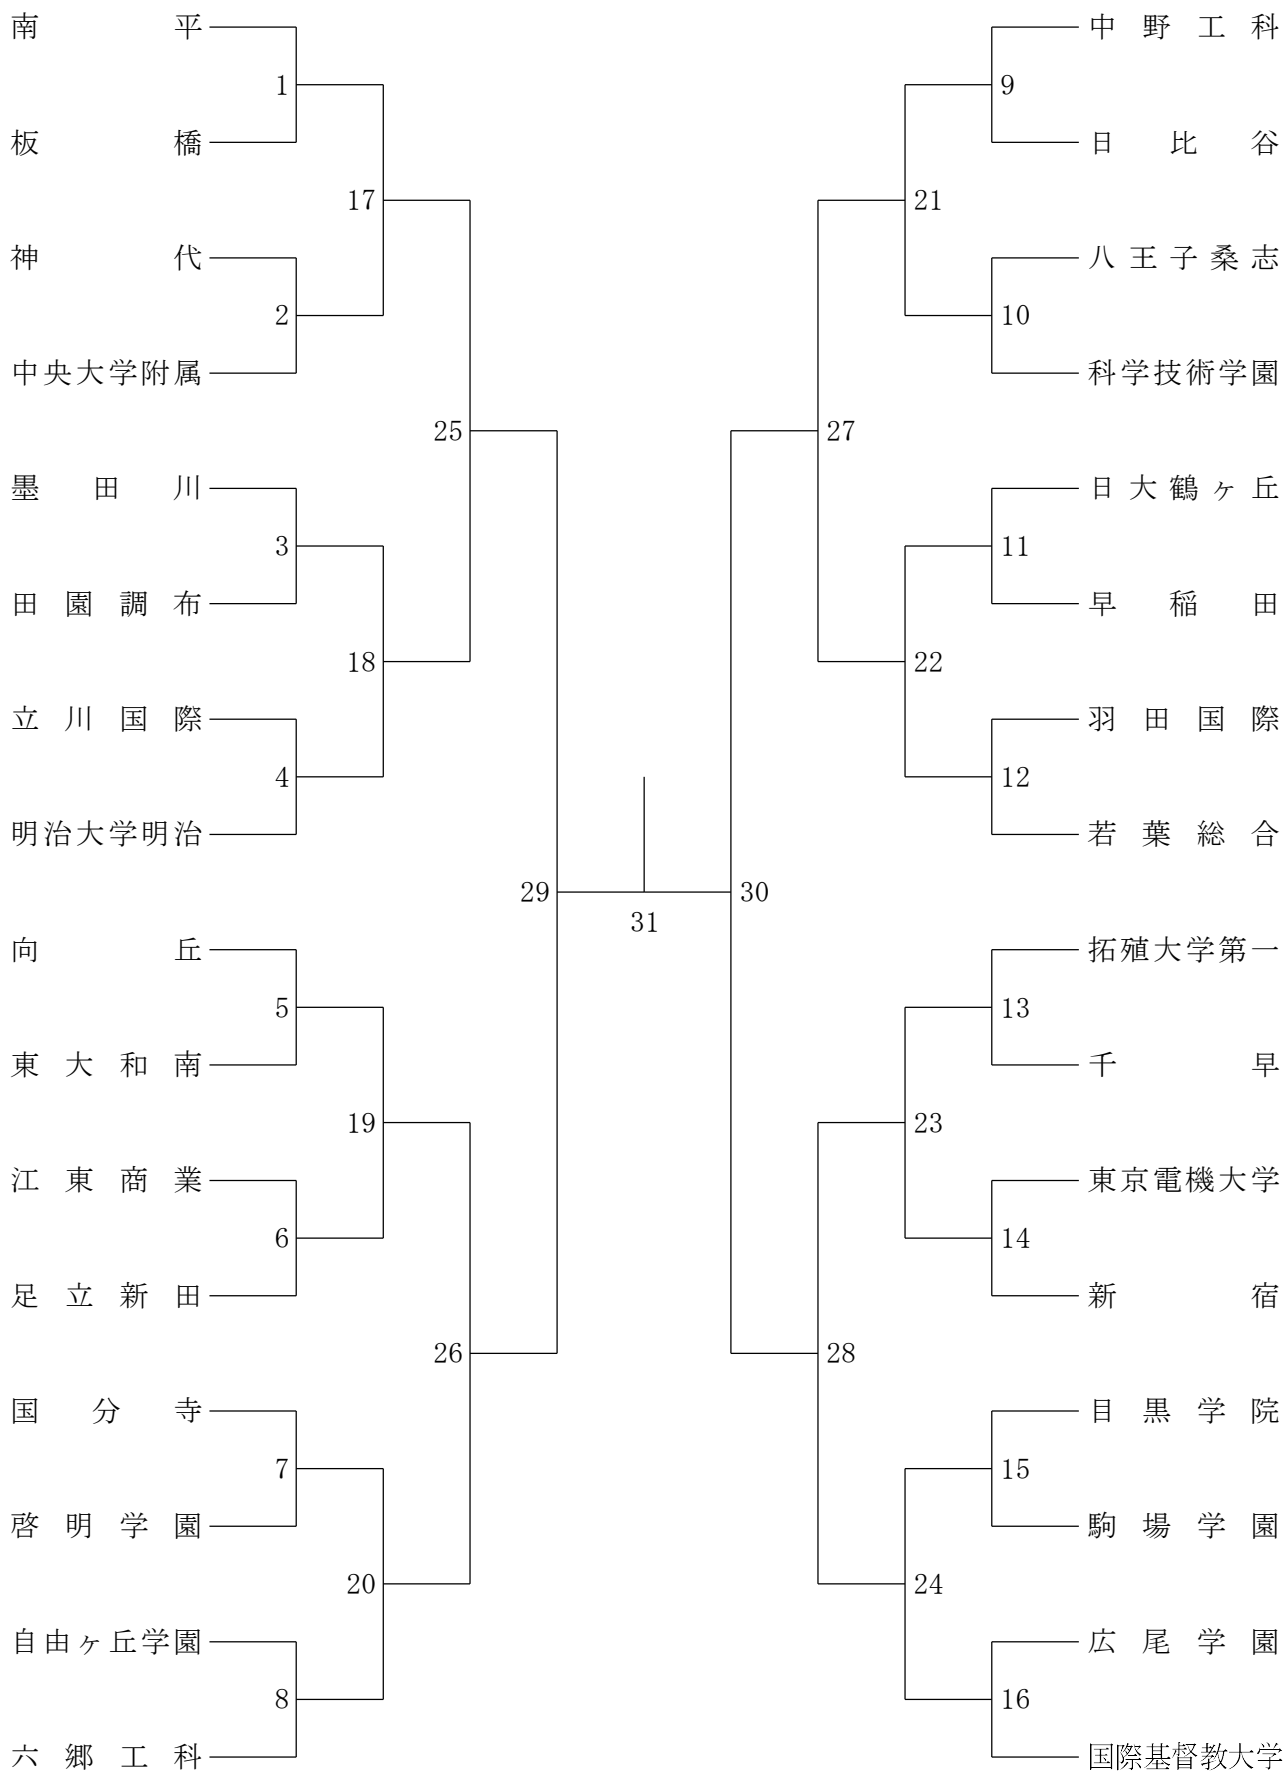 南平
中野工科
1
9
板橋
日比谷
17
21
神代
八王子桑志
2
10
中央大学附属
科学技術学園
25
27
墨田川
日大鶴ヶ丘
3
11
田園調布
早稲田
18
22
立川国際
羽田国際
4
12
明治大学明治
若葉総合
29
30
31
向丘
拓殖大学第一
5
13
東大和南
千早
19
23
江東商業
東京電機大学
6
14
足立新田
新宿
26
28
国分寺
目黒学院
7
15
啓明学園
駒場学園
20
24
自由ヶ丘学園
広尾学園
8
16
六郷工科
国際基督教大学